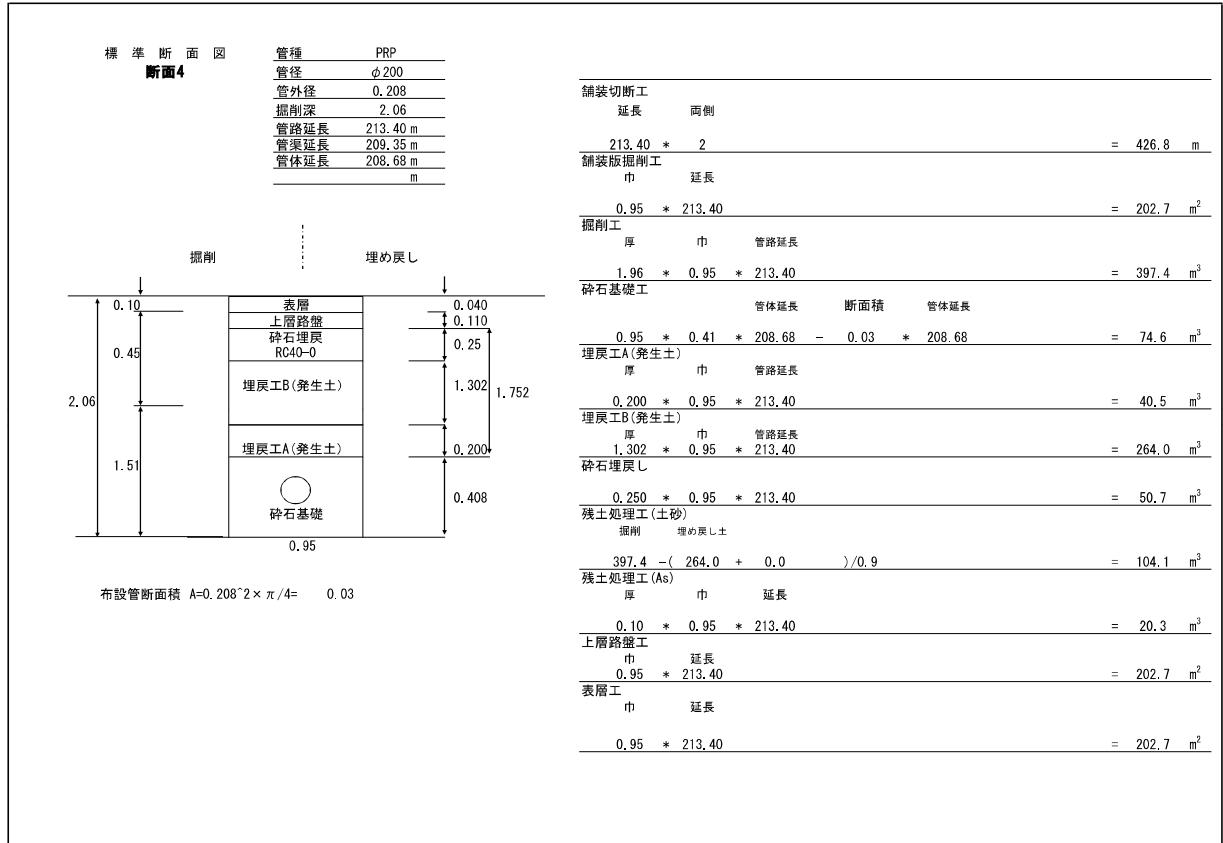 標 準 断 面 図
断面4
管種 PRP
管径 φ200
管外径 0.208
掘削深 2.06
管路延長 213.40 m
管渠延長 209.35 m
管体延長 208.68 m
m
掘削 埋め戻し
0.10 表層 0.040
上層路盤 0.110
砕石埋戻 0.25
RC40-0
0.45
埋戻工B(発生土) 1.302 1.752
2.06
埋戻工A(発生土) 0.200
1.51
0.408
砕石基礎
0.95
布設管断面積 A=0.208^2×π/4= 0.03
舗装切断工
延長 両側
213.40 * 2 = 426.8 m
舗装版掘削工
巾 延長
0.95 * 213.40 = 202.7 m²
掘削工
厚 巾 管路延長
1.96 * 0.95 * 213.40 = 397.4 m³
砕石基礎工
管体延長 断面積 管体延長
0.95 * 0.41 * 208.68 － 0.03 * 208.68 = 74.6 m³
埋戻工A(発生土)
厚 巾 管路延長
0.200 * 0.95 * 213.40 = 40.5 m³
埋戻工B(発生土)
厚 巾 管路延長
1.302 * 0.95 * 213.40 = 264.0 m³
砕石埋戻し
0.250 * 0.95 * 213.40 = 50.7 m³
残土処理工(土砂)
掘削 埋め戻し土
397.4 -( 264.0 + 0.0 )/0.9 = 104.1 m³
残土処理工(As)
厚 巾 延長
0.10 * 0.95 * 213.40 = 20.3 m³
上層路盤工
巾 延長
0.95 * 213.40 = 202.7 m²
表層工
巾 延長
0.95 * 213.40 = 202.7 m²